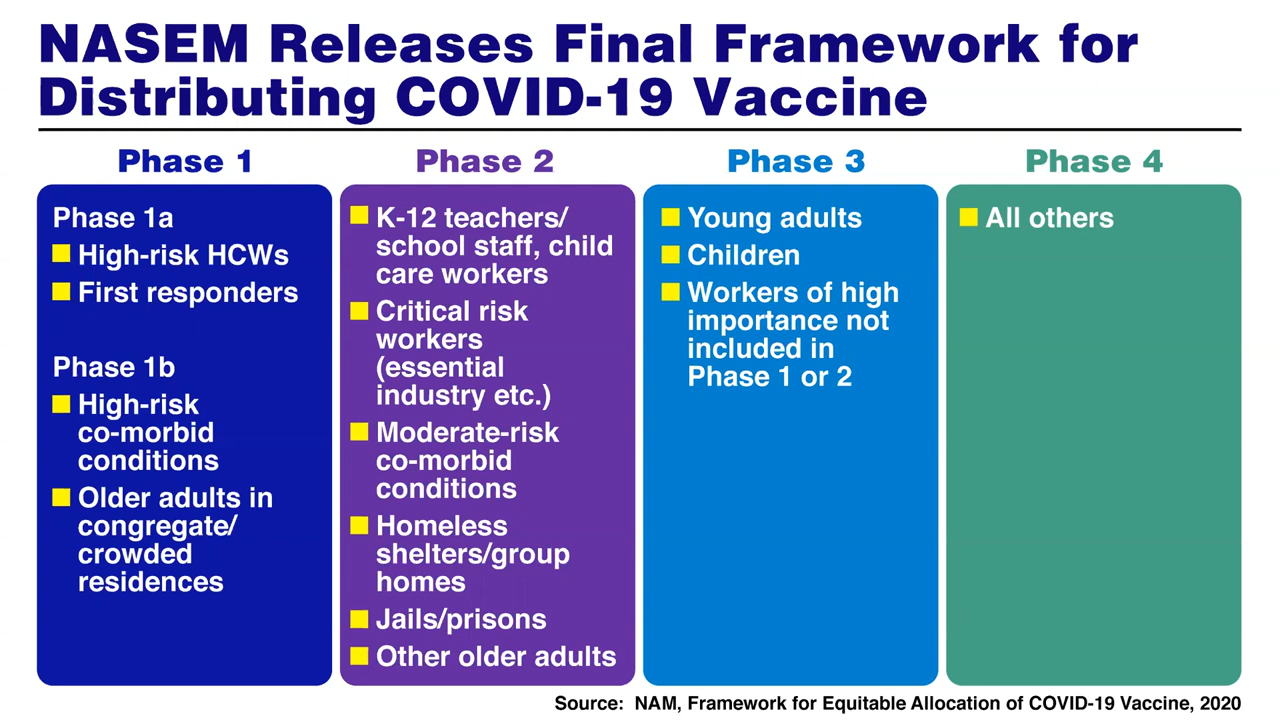 NASEM Releases Final Framework for
Distributing COVID-19 Vaccine
Phase 1
Phase 1a
High-risk HCWs
First responders
Phase 1b
High-risk
co-morbid
conditions
Older adults in
congregate/
crowded
residences
Phase 2
K-12 teachers/
school staff, child
care workers
Critical risk
workers
(essential
industry etc.)
Moderate-risk
co-morbid
conditions
Homeless
shelters/group
homes
Jails/prisons
Other older adults
Phase 3
Young adults
Children
Workers of high
importance not
included in
Phase 1 or 2
Phase 4
All others
Source: NAM, Framework for Equitable Allocation of COVID-19 Vaccine, 2020